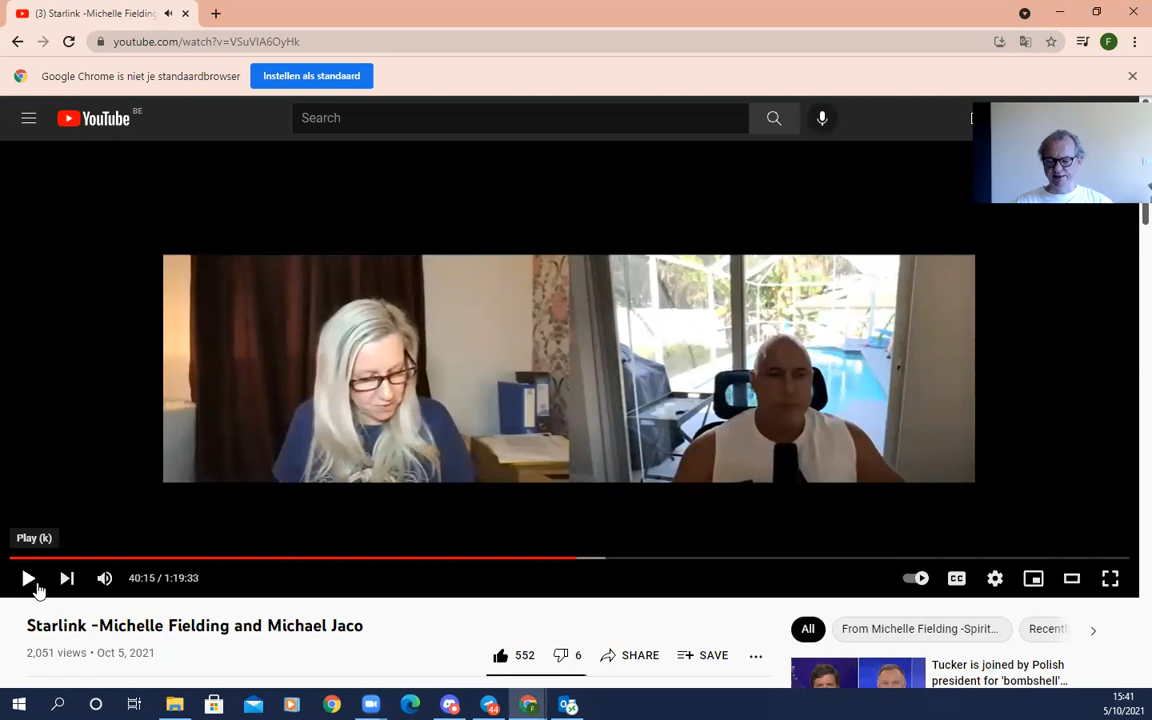 (3) Starlink -Michelle Fielding
youtube.com/watch?v=VSuVIA6OyHk
F
Google Chrome is niet je standaardbrowser
Instellen als standaard
YouTube BE
Search
Play (k)
40:15 / 1:19:33
CC
Starlink -Michelle Fielding and Michael Jaco
2,051 views • Oct 5, 2021
552
6
SHARE
SAVE
All
From Michelle Fielding -Spirit...
Recent
Tucker is joined by Polish
president for 'bombshell'...
44
15:41
5/10/2021